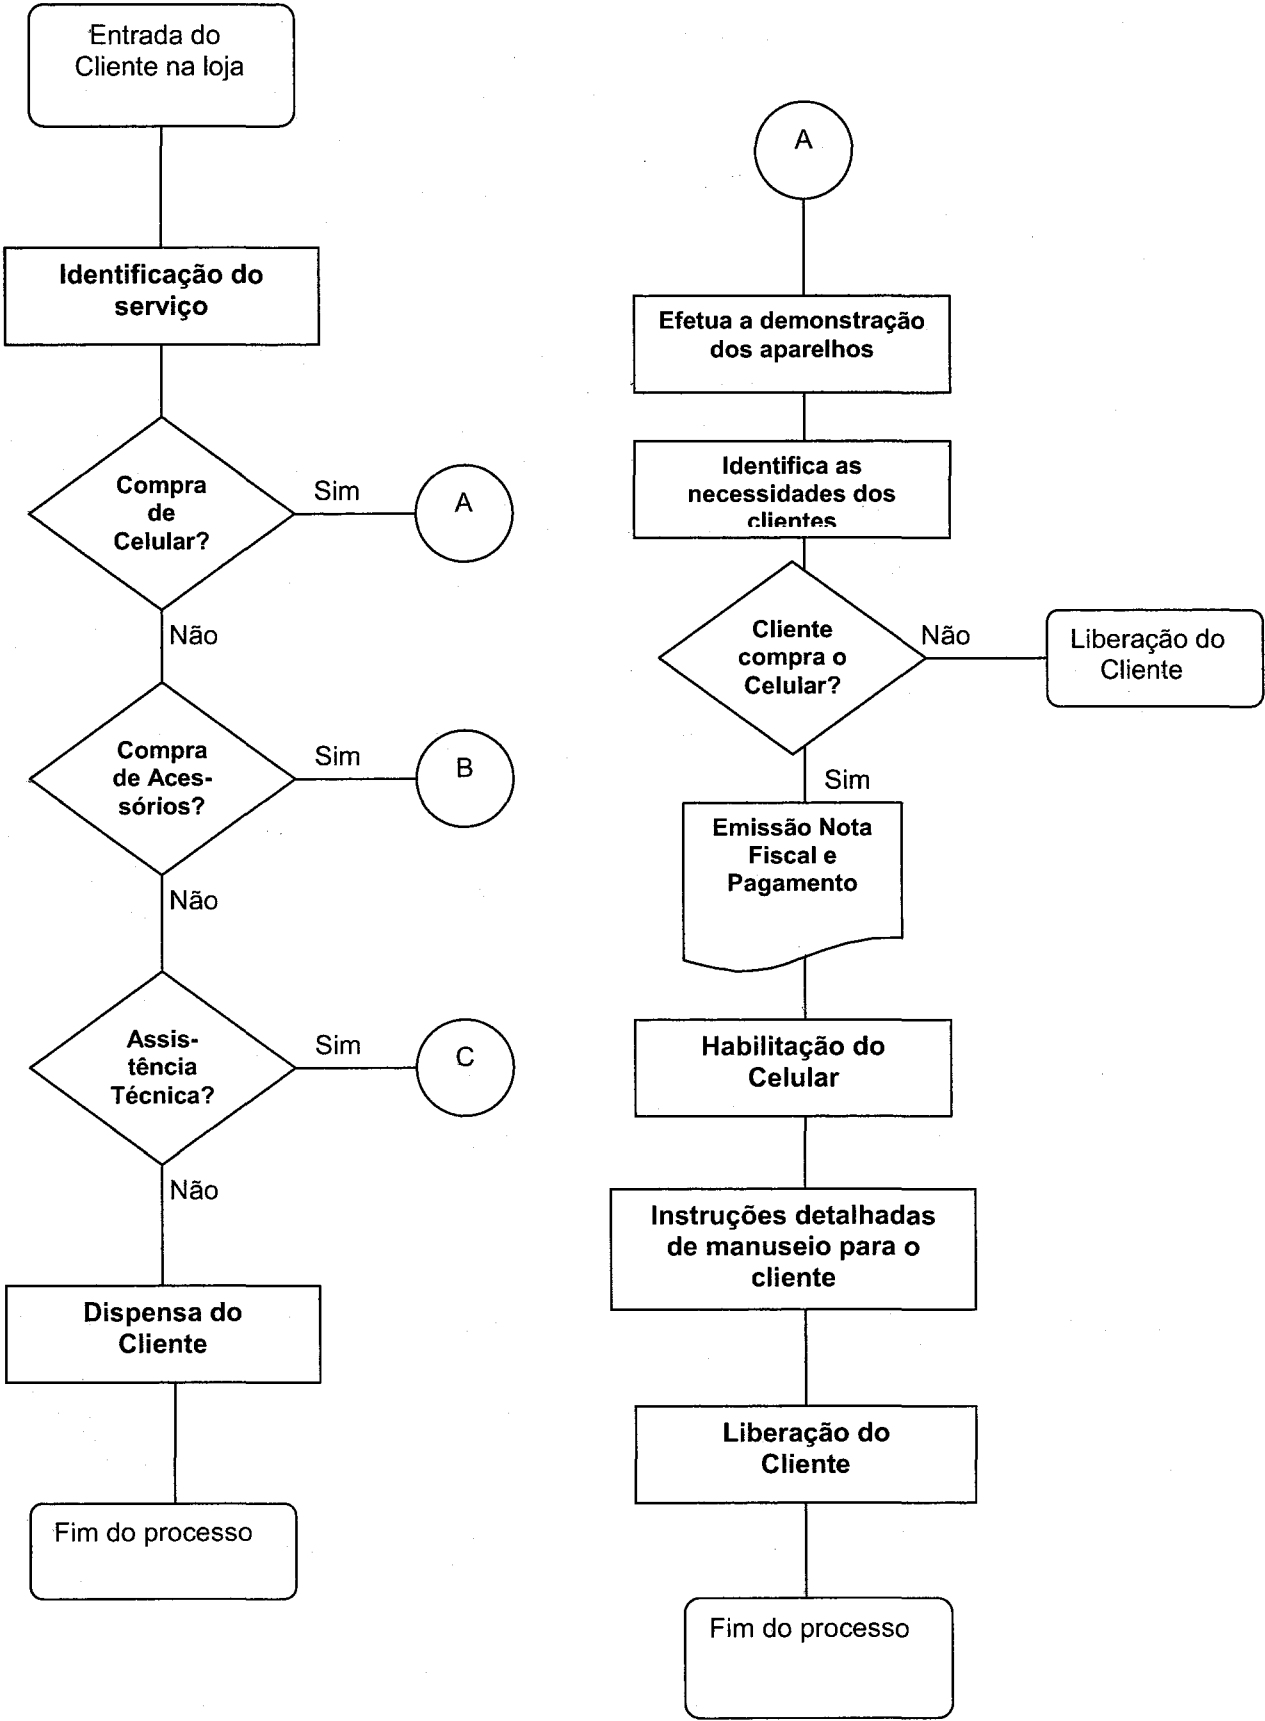 Entrada do
Cliente na loja
Identificação do
serviço
Compra
de
Celular?
Sim
A
Não
Compra
de Aces-
sórios?
Sim
B
Não
Assis-
tência
Técnica?
Sim
C
Não
Dispensa do
Cliente
Fim do processo
A
Efetua a demonstração
dos aparelhos
Identifica as
necessidades dos
clientes
Cliente
compra o
Celular?
Não
Liberação do
Cliente
Sim
Emissão Nota
Fiscal e
Pagamento
Habilitação do
Celular
Instruções detalhadas
de manuseio para o
cliente
Liberação do
Cliente
Fim do processo